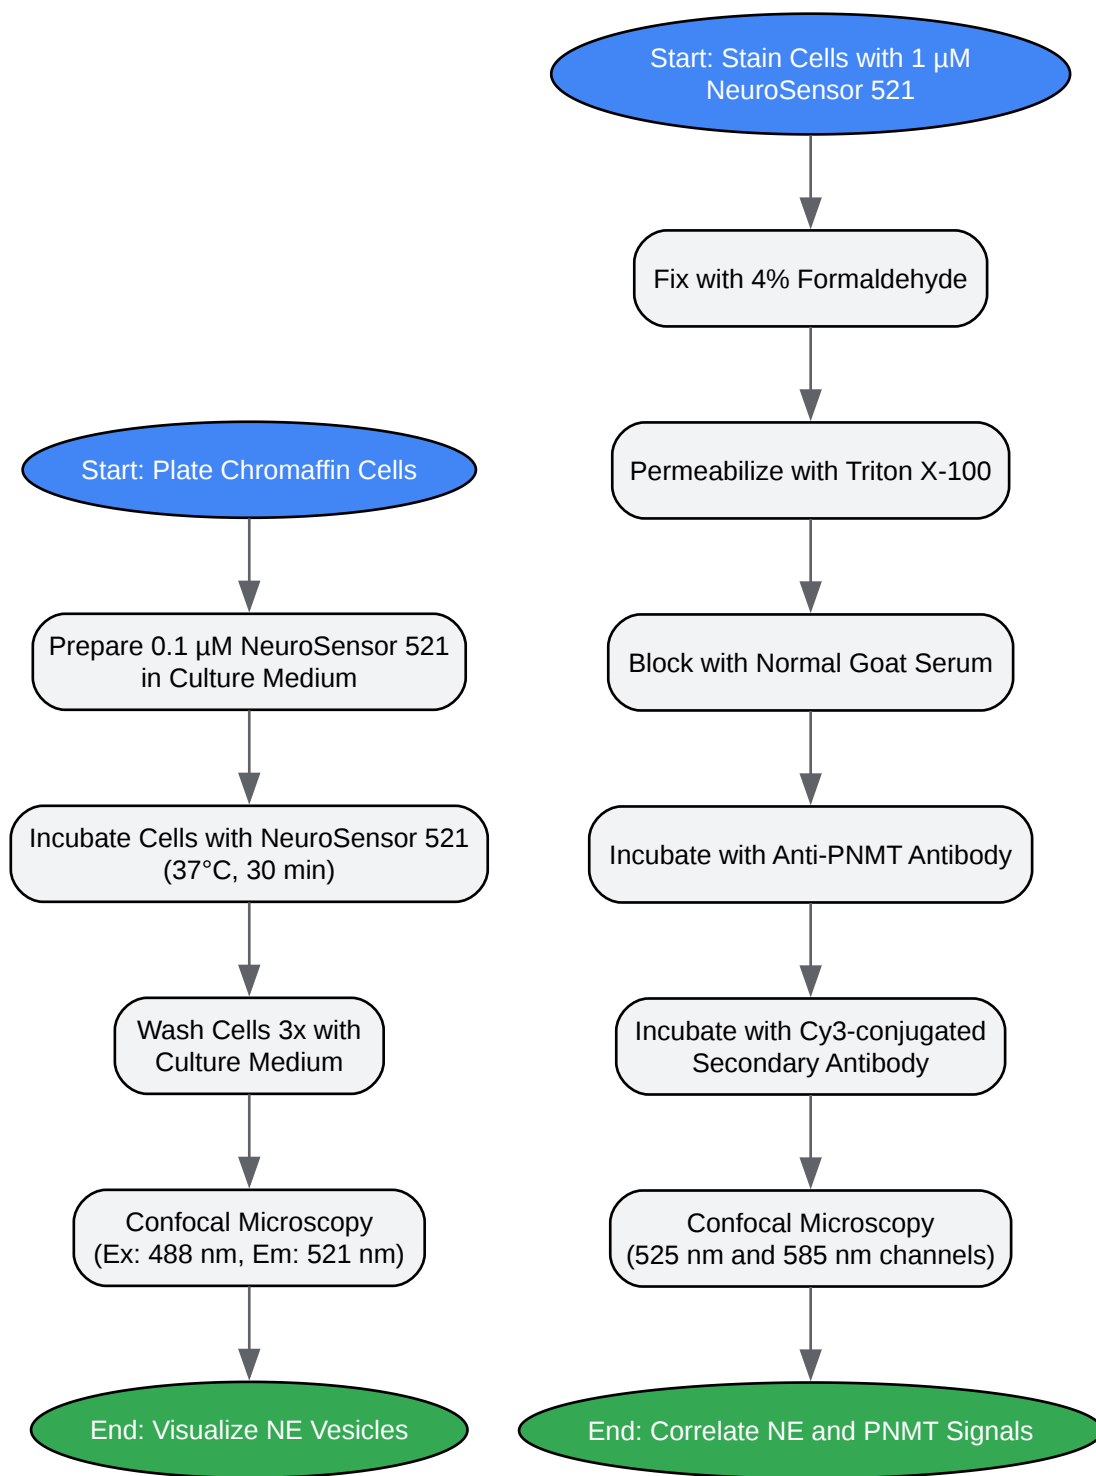 Start: Plate Chromaffin Cells
Prepare 0.1 µM NeuroSensor 521
in Culture Medium
Incubate Cells with NeuroSensor 521
(37°C, 30 min)
Wash Cells 3x with
Culture Medium
Confocal Microscopy
(Ex: 488 nm, Em: 521 nm)
End: Visualize NE Vesicles
Start: Stain Cells with 1 µM
NeuroSensor 521
Fix with 4% Formaldehyde
Permeabilize with Triton X-100
Block with Normal Goat Serum
Incubate with Anti-PNMT Antibody
Incubate with Cy3-conjugated
Secondary Antibody
Confocal Microscopy
(525 nm and 585 nm channels)
End: Correlate NE and PNMT Signals